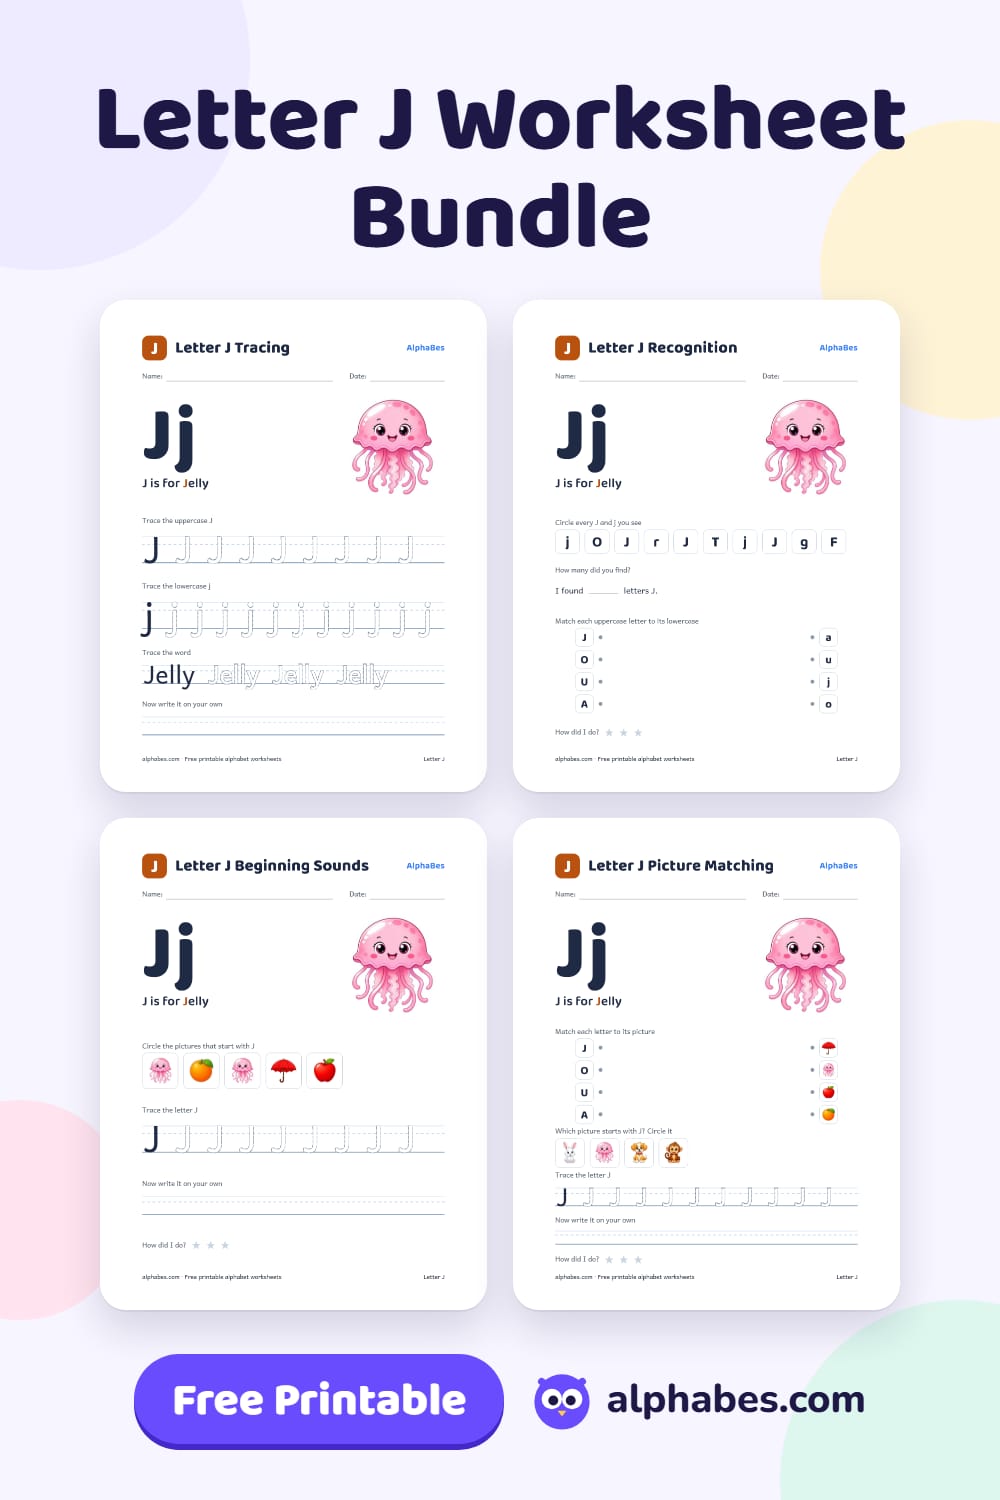 Letter J Worksheet
Bundle
J Letter J Tracing AlphaBes
Name: Date:
Jj
J is for Jelly
Trace the uppercase J
J J J J J J J J J
Trace the lowercase j
j j j j j j j j j j j
Trace the word
Jelly Jelly Jelly Jelly
Now write it on your own
alphabes.com · Free printable alphabet worksheets Letter J
J Letter J Recognition AlphaBes
Name: Date:
Jj
J is for Jelly
Circle every J and j you see
j O J r J T j J g F
How many did you find?
I found ____ letters J.
Match each uppercase letter to its lowercase
J a
O u
U j
A o
How did I do? ★ ★ ★
alphabes.com · Free printable alphabet worksheets Letter J
J Letter J Beginning Sounds AlphaBes
Name: Date:
Jj
J is for Jelly
Circle the pictures that start with J
Trace the letter J
J J J J J J J J J
Now write it on your own
How did I do? ★ ★ ★
alphabes.com · Free printable alphabet worksheets Letter J
J Letter J Picture Matching AlphaBes
Name: Date:
Jj
J is for Jelly
Match each letter to its picture
J
O
U
A
Which picture starts with J? Circle it
Trace the letter J
J J J J J J J J J J J
Now write it on your own
How did I do? ★ ★ ★
alphabes.com · Free printable alphabet worksheets Letter J
Free Printable
alphabes.com